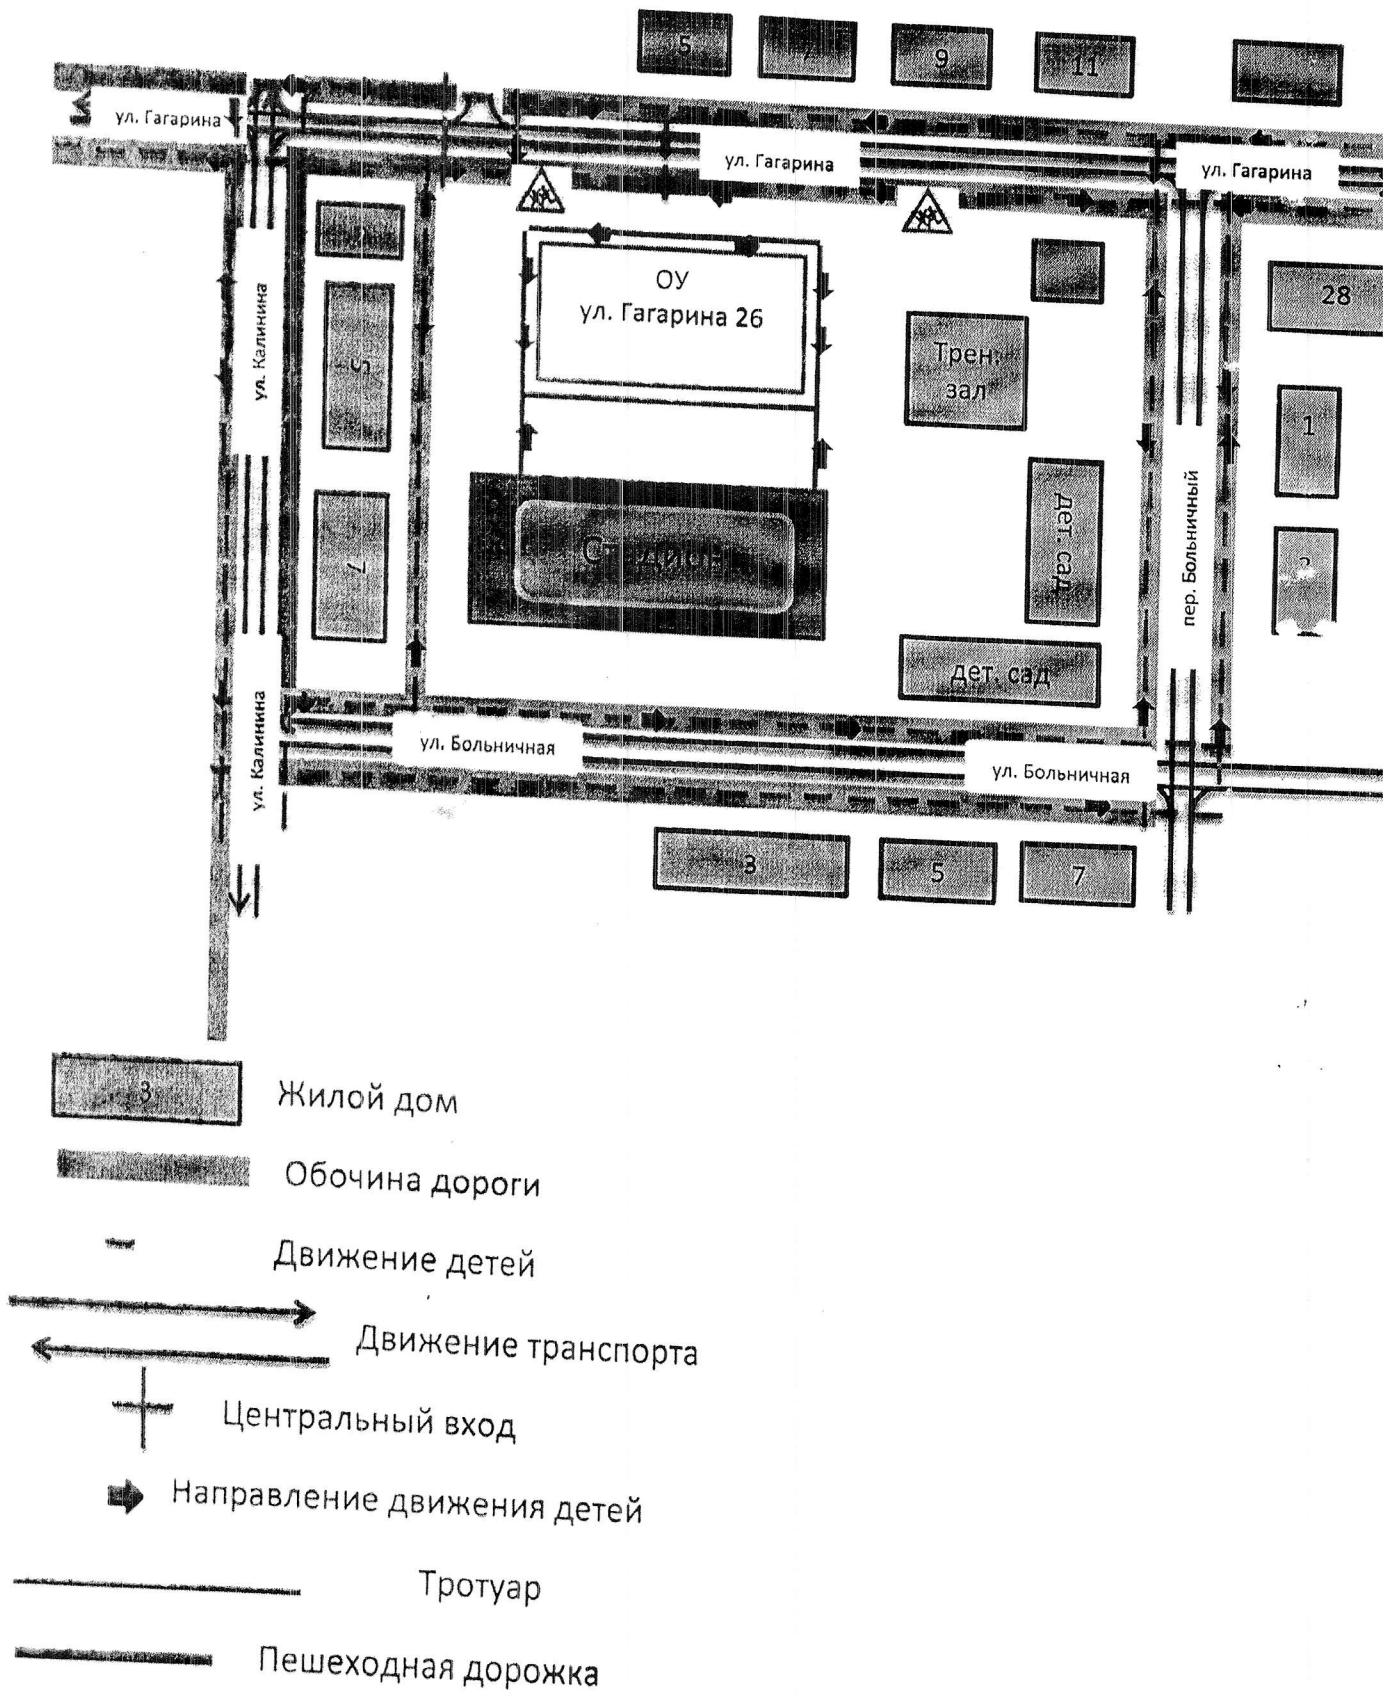 5
9
11
ул. Гагарина
ул. Гагарина
ул. Гагарина
ОУ
ул. Гагарина 26
28
ул. Калинина
5
Трен.
зал
1
7
дет. сад
пер. Больничный
дет. сад
ул. Калинина
ул. Больничная
ул. Больничная
3
5
7
3
Жилой дом
Обочина дороги
Движение детей
Движение транспорта
Центральный вход
Направление движения детей
Тротуар
Пешеходная дорожка